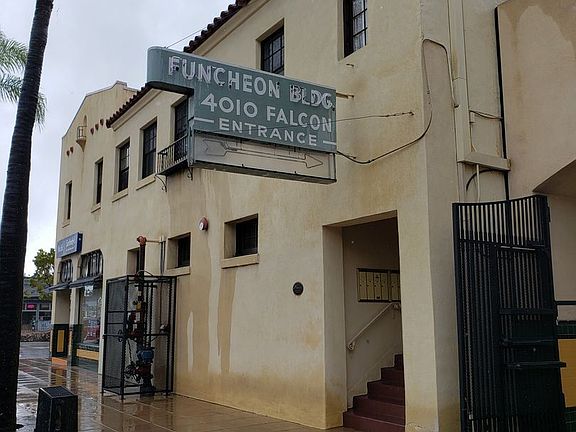 FUNCHEON BLDG.
4010 FALCON
ENTRANCE